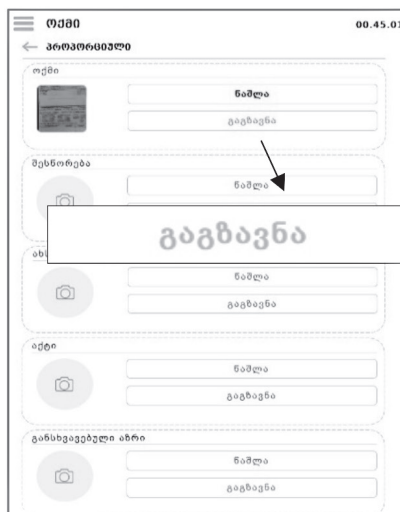 ოქმი 00.45.01
პროპორციული
ოქმი
წაშლა
გაგზავნა
შესწორება
წაშლა
გაგზავნა
წაშლა
გაგზავნა
აქტი
წაშლა
გაგზავნა
განსხვავებული აზრი
წაშლა
გაგზავნა